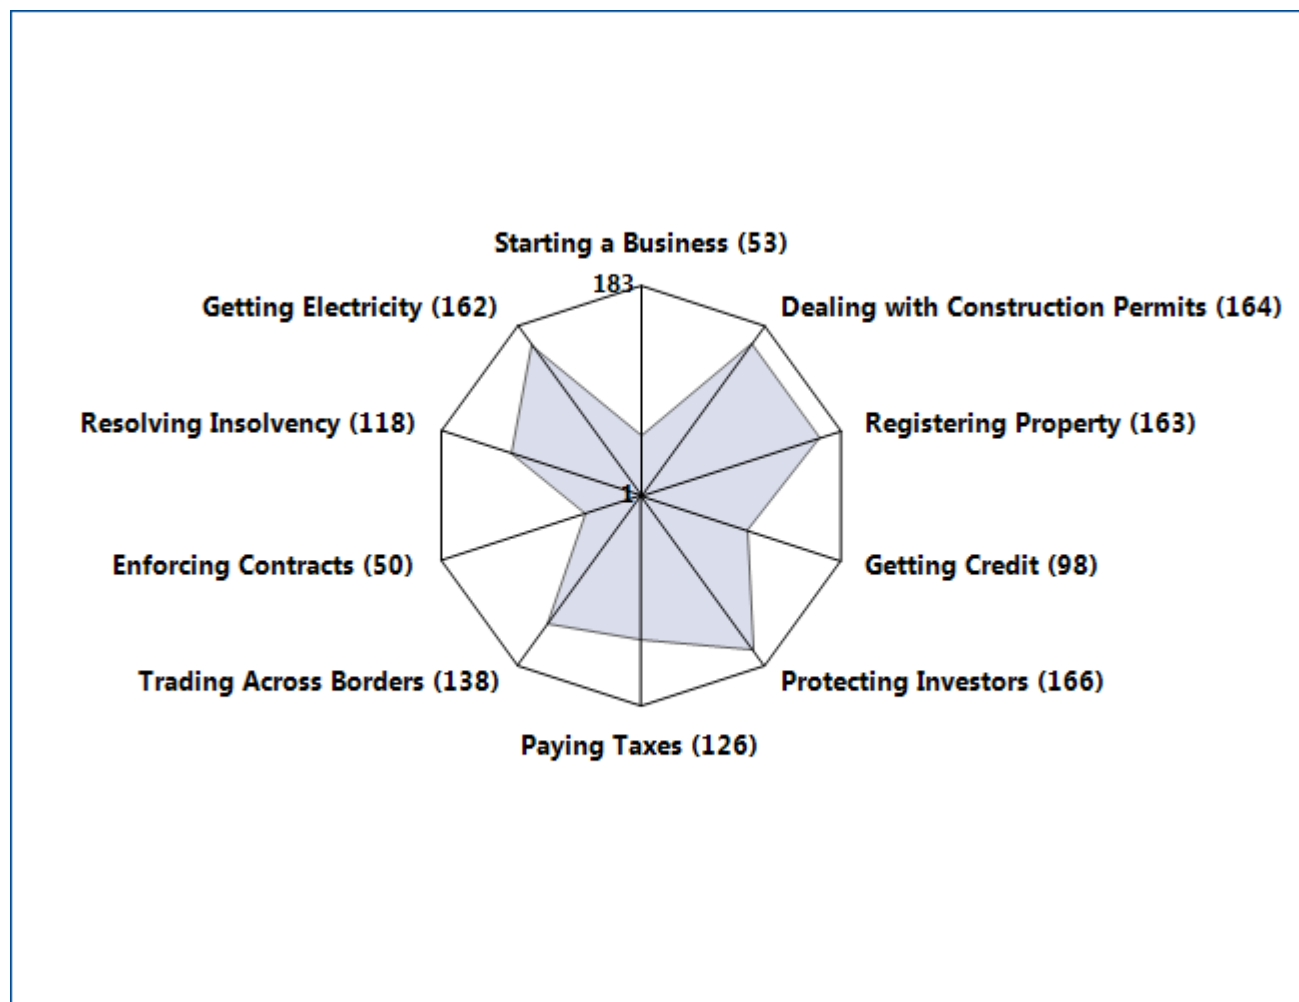 Starting a Business (53)
183
Getting Electricity (162)
Dealing with Construction Permits (164)
Resolving Insolvency (118)
Registering Property (163)
1
Enforcing Contracts (50)
Getting Credit (98)
Trading Across Borders (138)
Protecting Investors (166)
Paying Taxes (126)